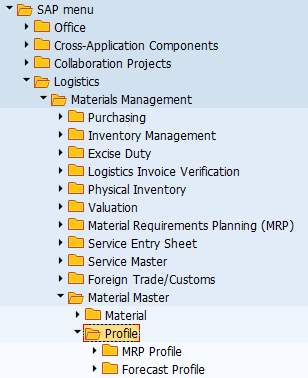 SAP menu
Office
Cross-Application Components
Collaboration Projects
Logistics
Materials Management
Purchasing
Inventory Management
Excise Duty
Logistics Invoice Verification
Physical Inventory
Valuation
Material Requirements Planning (MRP)
Service Entry Sheet
Service Master
Foreign Trade/Customs
Material Master
Material
Profile
MRP Profile
Forecast Profile